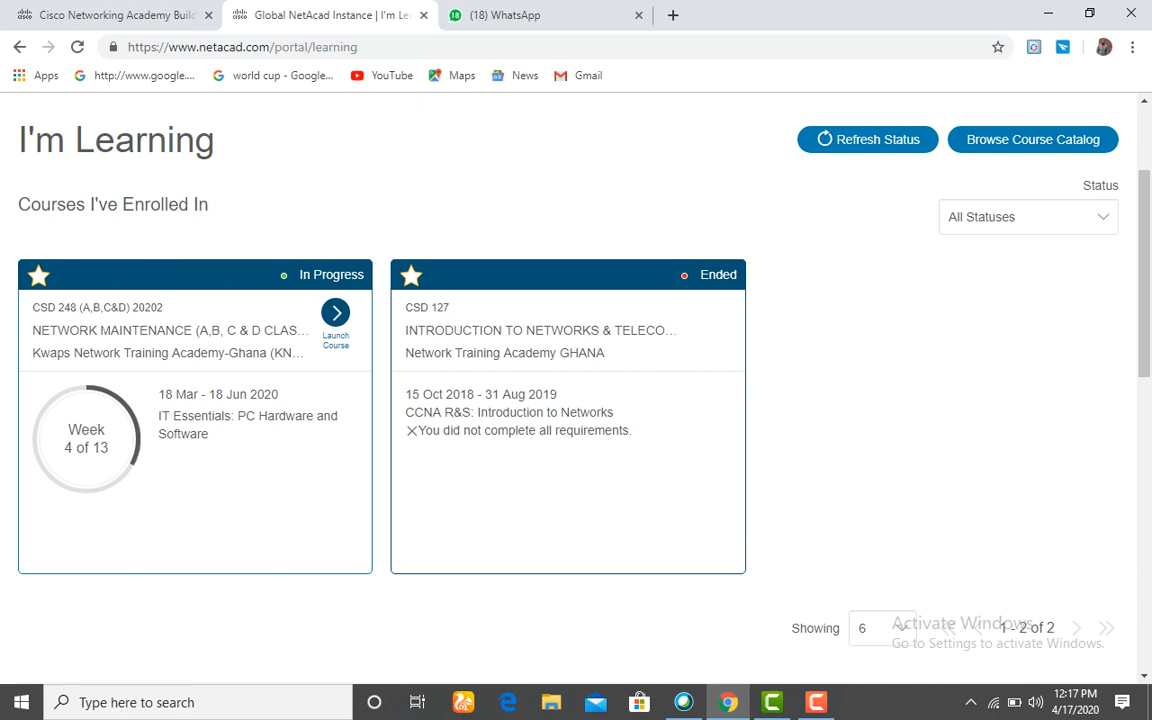 Cisco Networking Academy Build
Global NetAcad Instance | I'm Le
(18) WhatsApp
https://www.netacad.com/portal/learning
Apps
http://www.google....
world cup - Google...
YouTube
Maps
News
Gmail
I'm Learning
Refresh Status
Browse Course Catalog
Status
Courses I've Enrolled In
All Statuses
In Progress
CSD 248 (A,B,C&D) 20202
NETWORK MAINTENANCE (A,B, C & D CLAS...
Kwaps Network Training Academy-Ghana (KN...
Launch
Course
Week
4 of 13
18 Mar - 18 Jun 2020
IT Essentials: PC Hardware and
Software
Ended
CSD 127
INTRODUCTION TO NETWORKS & TELECO...
Network Training Academy GHANA
15 Oct 2018 - 31 Aug 2019
CCNA R&S: Introduction to Networks
You did not complete all requirements.
Showing
6
1 - 2 of 2
Activate Windows
Go to Settings to activate Windows.
Type here to search
12:17 PM
4/17/2020